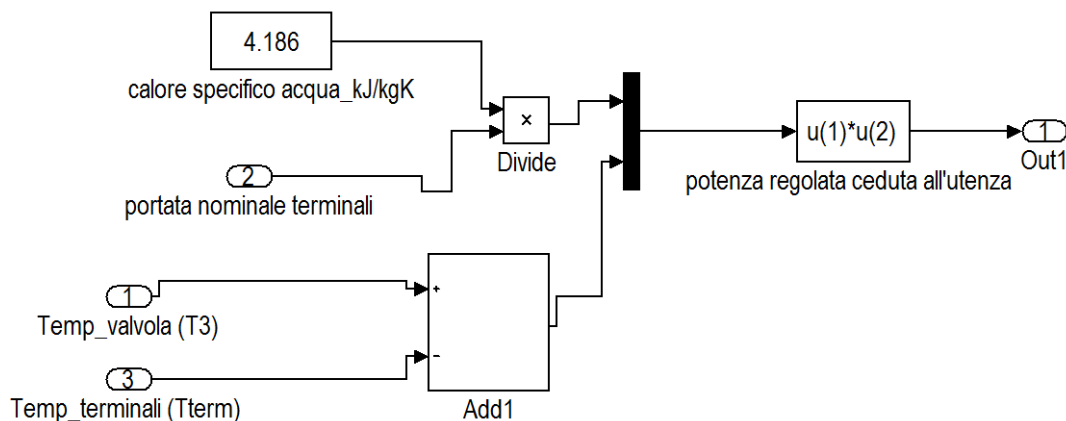 4.186
calore specifico acqua_kJ/kgK
×
Divide
2
portata nominale terminali
u(1)*u(2)
potenza regolata ceduta all'utenza
1
Out1
1
Temp_valvola (T3)
+
−
3
Temp_terminali (Tterm)
Add1